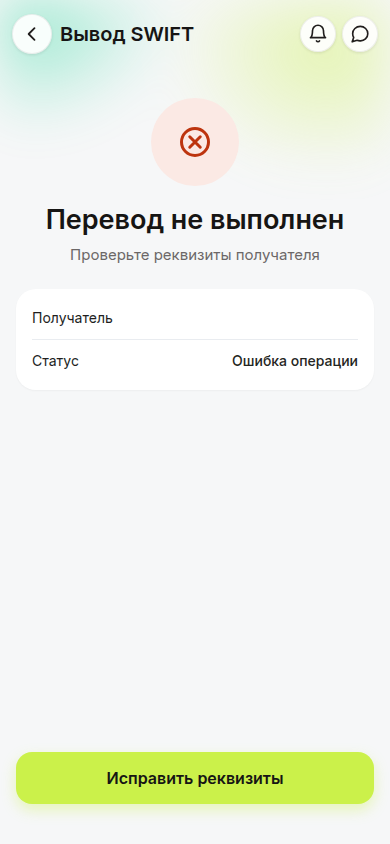 Вывод SWIFT
Перевод не выполнен
Проверьте реквизиты получателя
Получатель
Статус Ошибка операции
Исправить реквизиты